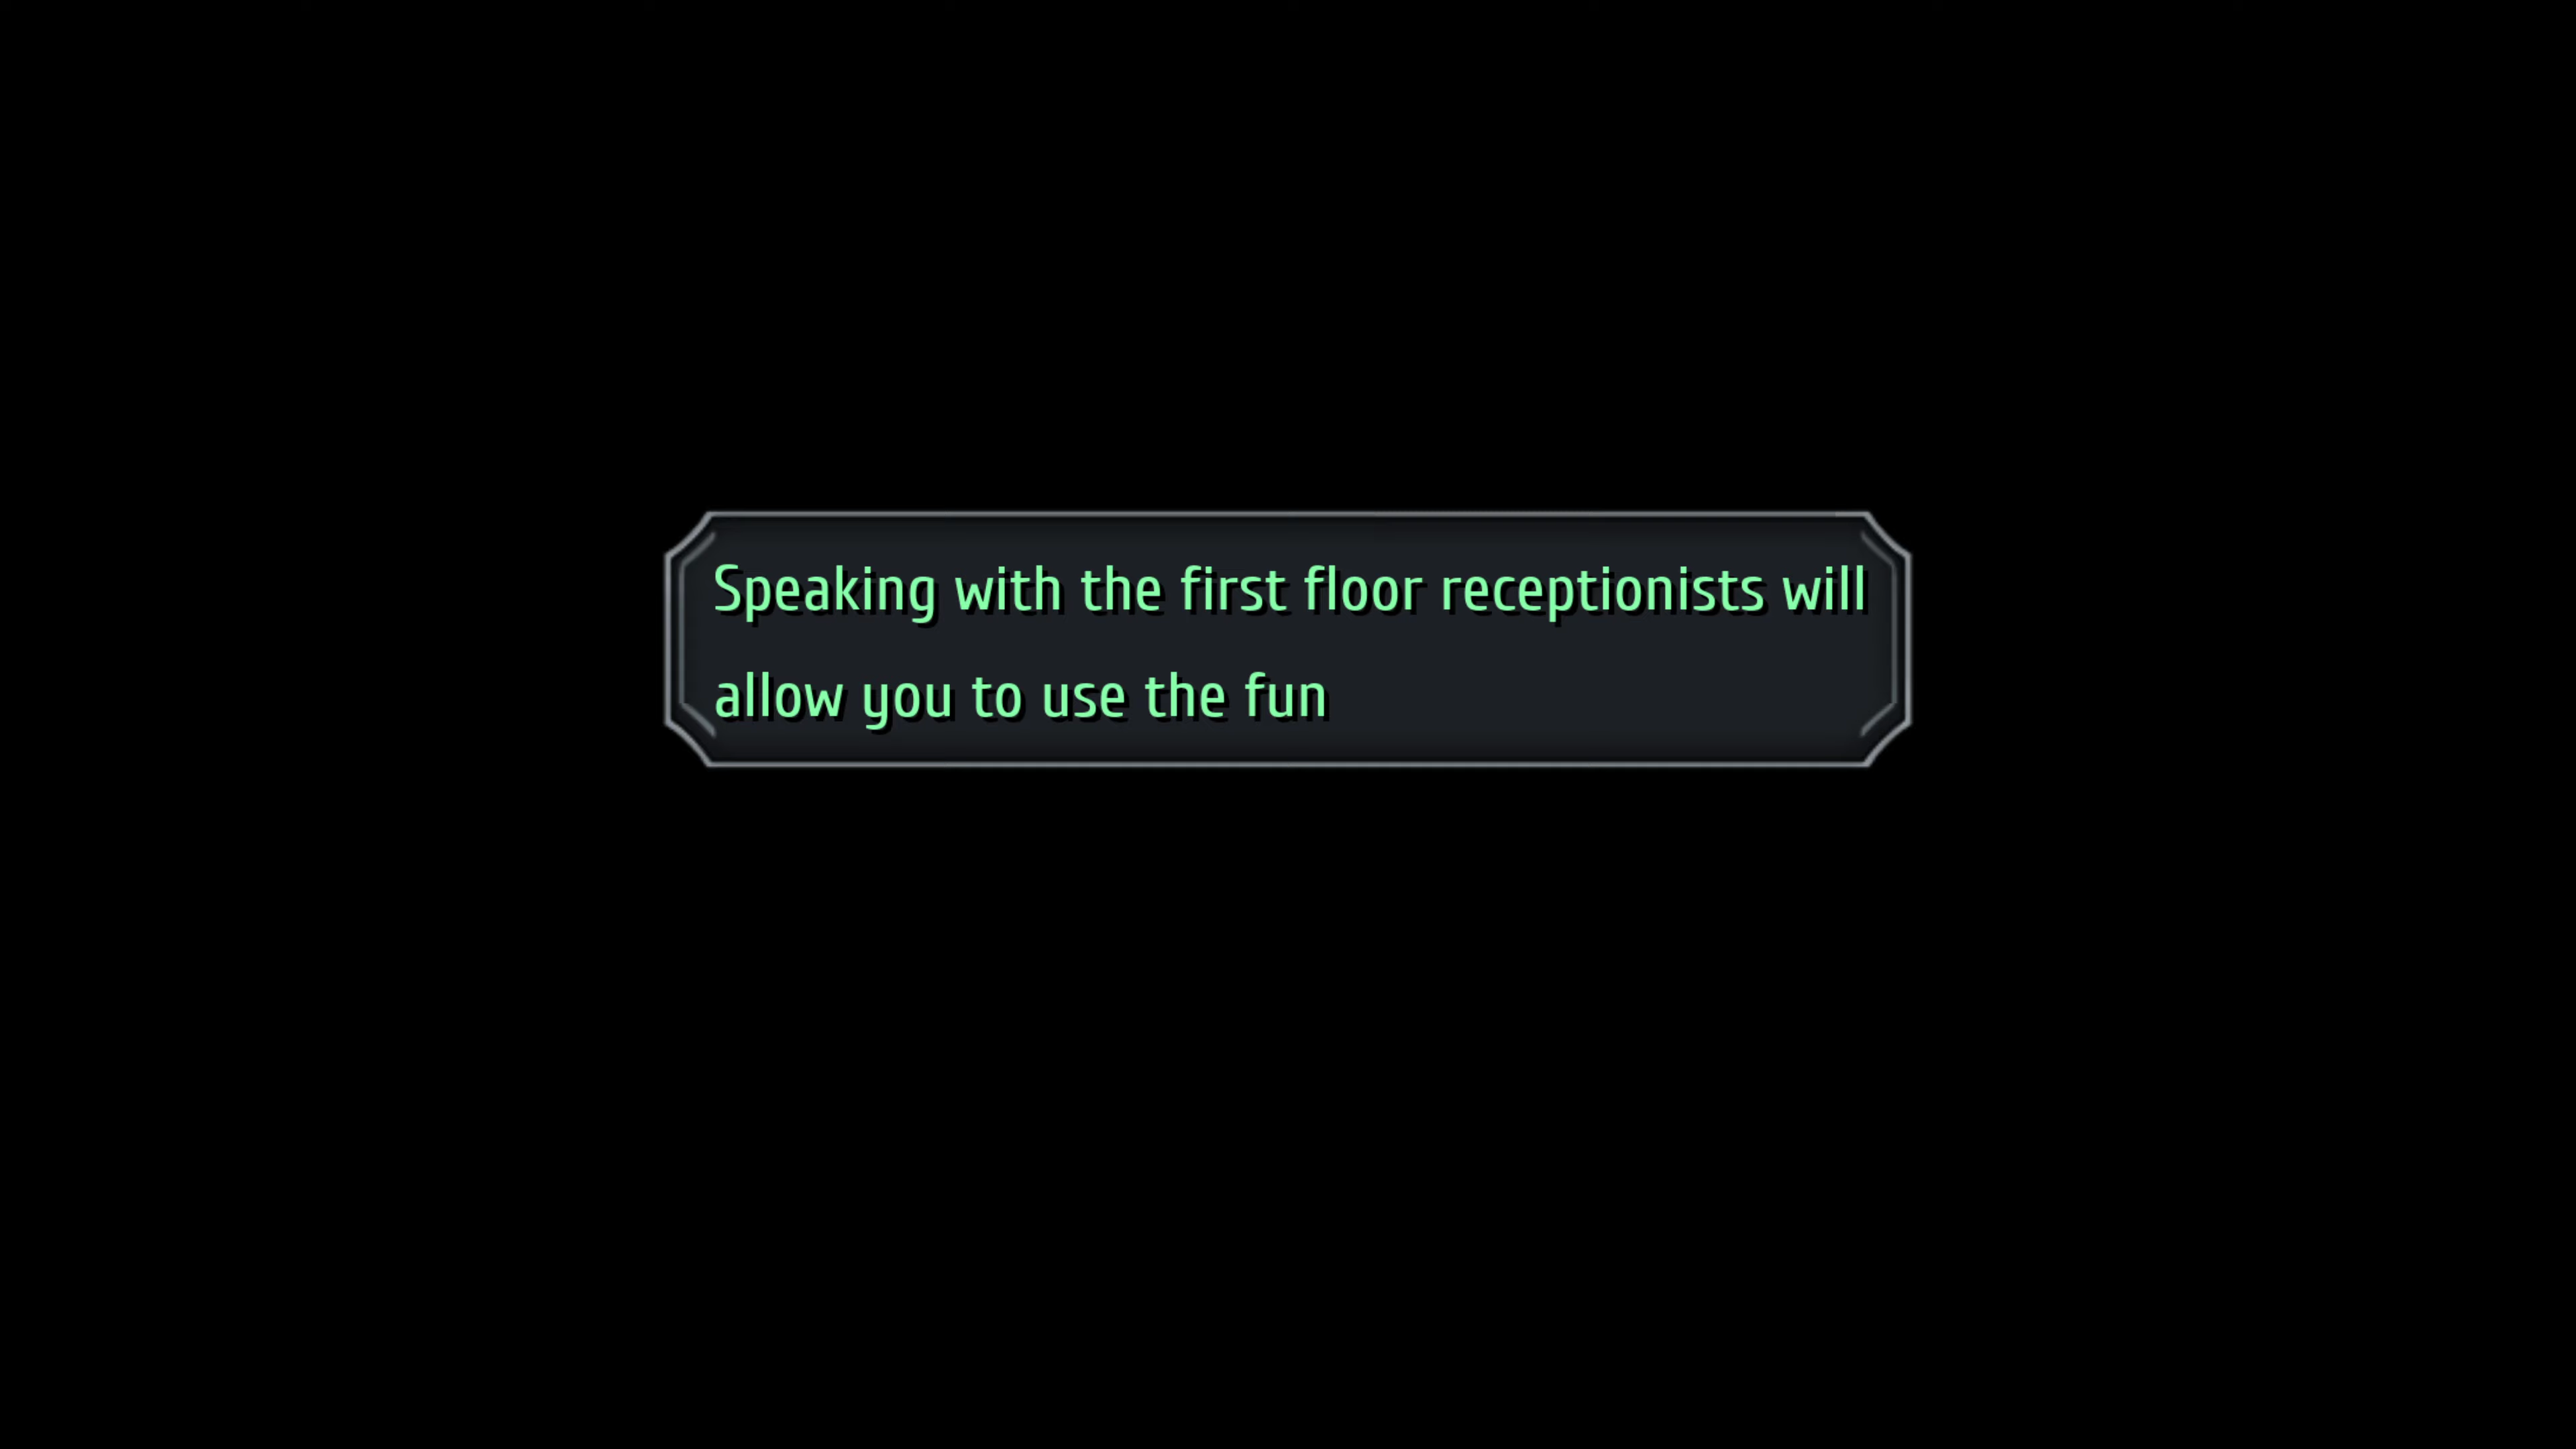 Speaking with the first floor receptionists will
allow you to use the fun